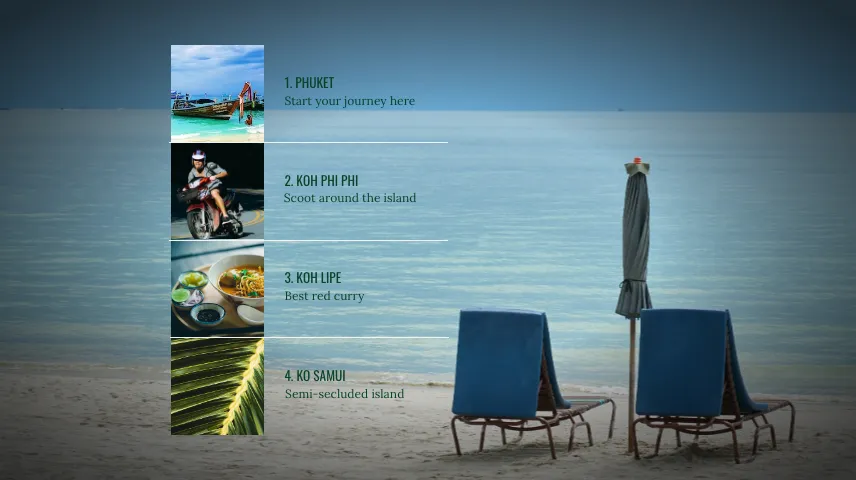 1. PHUKET
Start your journey here
2. KOH PHI PHI
Scoot around the island
3. KOH LIPE
Best red curry
4. KO SAMUI
Semi-secluded island